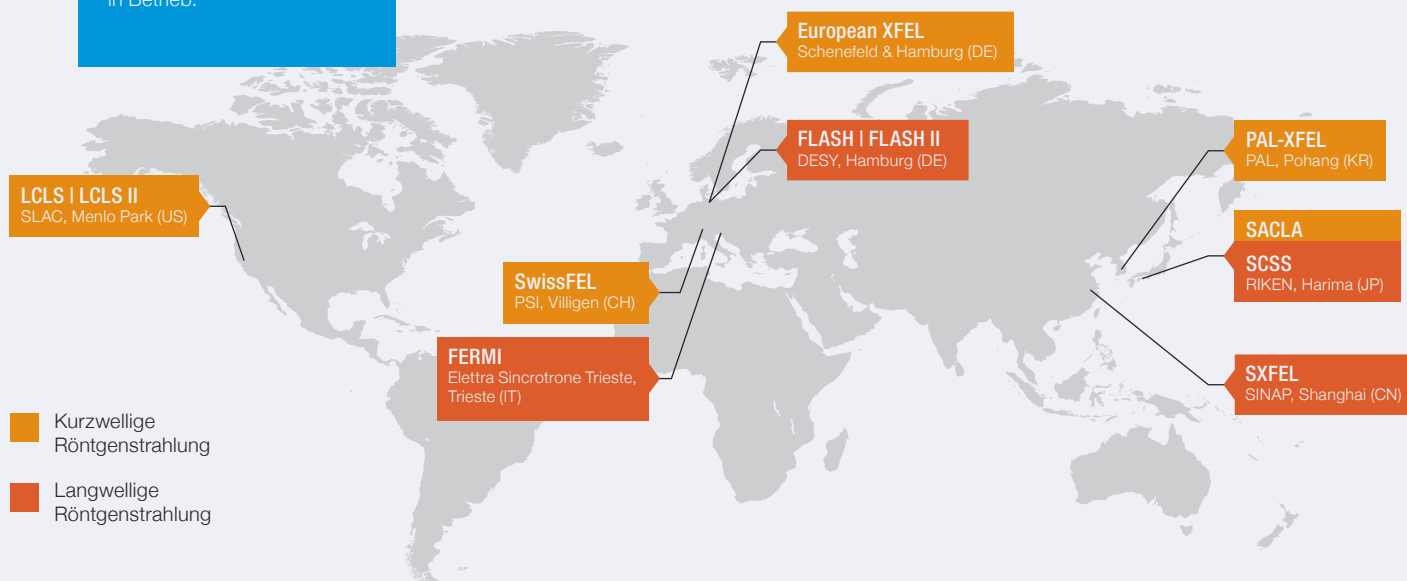 in Betrieb.
European XFEL
Schenefeld & Hamburg (DE)
FLASH | FLASH II
DESY, Hamburg (DE)
PAL-XFEL
PAL, Pohang (KR)
LCLS | LCLS II
SLAC, Menlo Park (US)
SACLA
SCSS
RIKEN, Harima (JP)
SwissFEL
PSI, Villigen (CH)
FERMI
Elettra Sincrotrone Trieste,
Trieste (IT)
SXFEL
SINAP, Shanghai (CN)
Kurzwellige
Röntgenstrahlung
Langwellige
Röntgenstrahlung